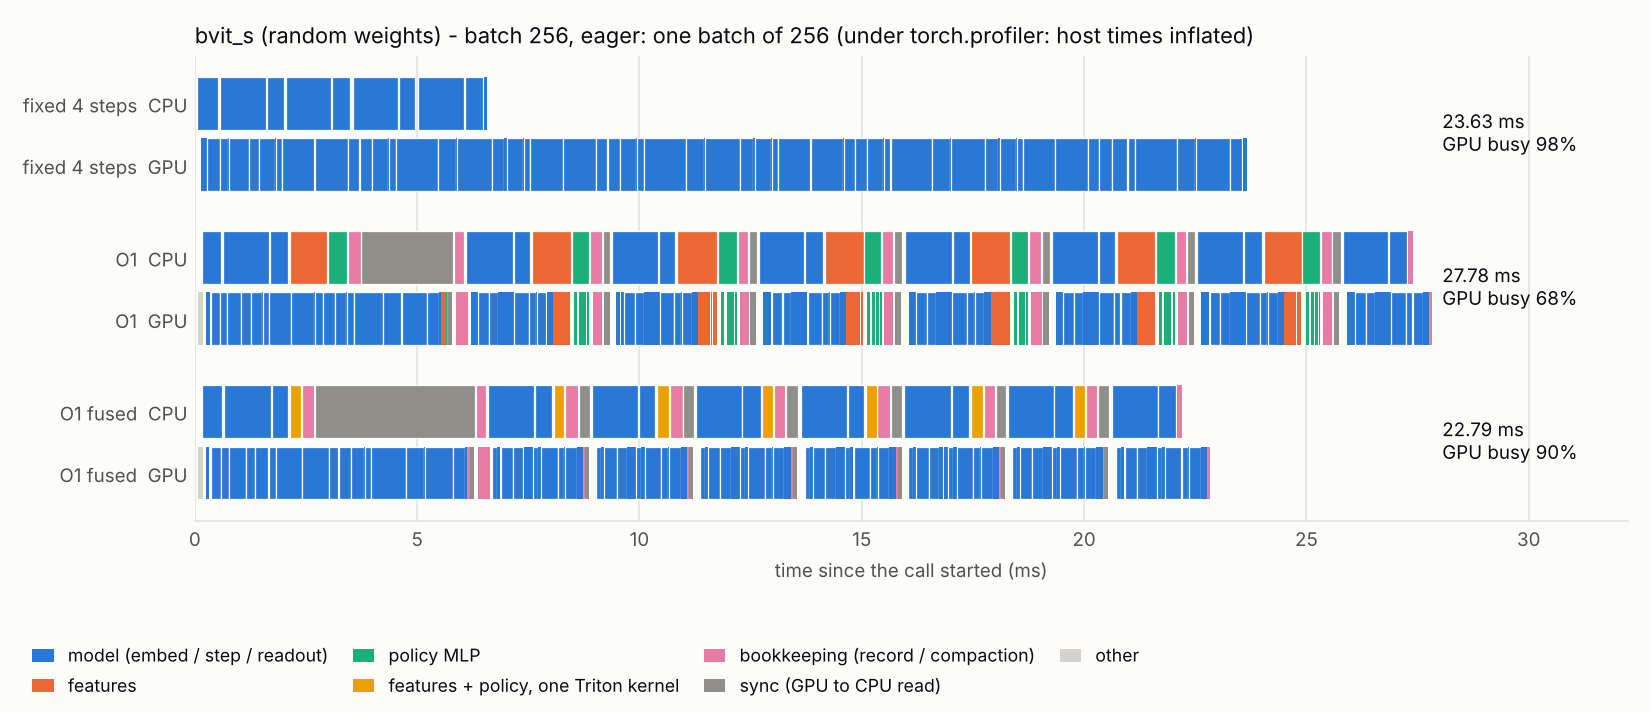 bvit_s (random weights) - batch 256, eager: one batch of 256 (under torch.profiler: host times inflated)
fixed 4 steps CPU
fixed 4 steps GPU
23.63 ms
GPU busy 98%
O1 CPU
O1 GPU
27.78 ms
GPU busy 68%
O1 fused CPU
O1 fused GPU
22.79 ms
GPU busy 90%
0 5 10 15 20 25 30
time since the call started (ms)
model (embed / step / readout) policy MLP bookkeeping (record / compaction) other
features features + policy, one Triton kernel sync (GPU to CPU read)